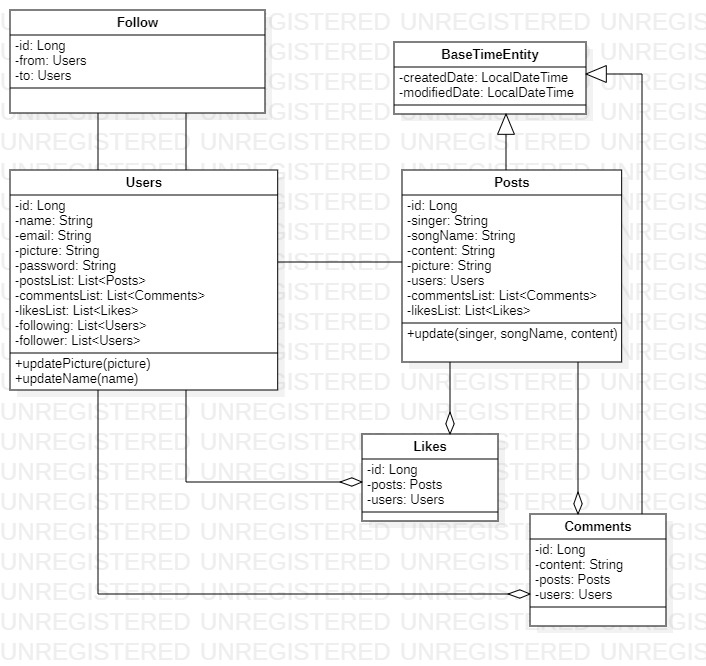 Follow
-id: Long
-from: Users
-to: Users
BaseTimeEntity
-createdDate: LocalDateTime
-modifiedDate: LocalDateTime
Users
-id: Long
-name: String
-email: String
-picture: String
-password: String
-postsList: List<Posts>
-commentsList: List<Comments>
-likesList: List<Likes>
-following: List<Users>
-follower: List<Users>
+updatePicture(picture)
+updateName(name)
Posts
-id: Long
-singer: String
-songName: String
-content: String
-picture: String
-users: Users
-commentsList: List<Comments>
-likesList: List<Likes>
+update(singer, songName, content)
Likes
-id: Long
-posts: Posts
-users: Users
Comments
-id: Long
-content: String
-posts: Posts
-users: Users
UNREGISTERED